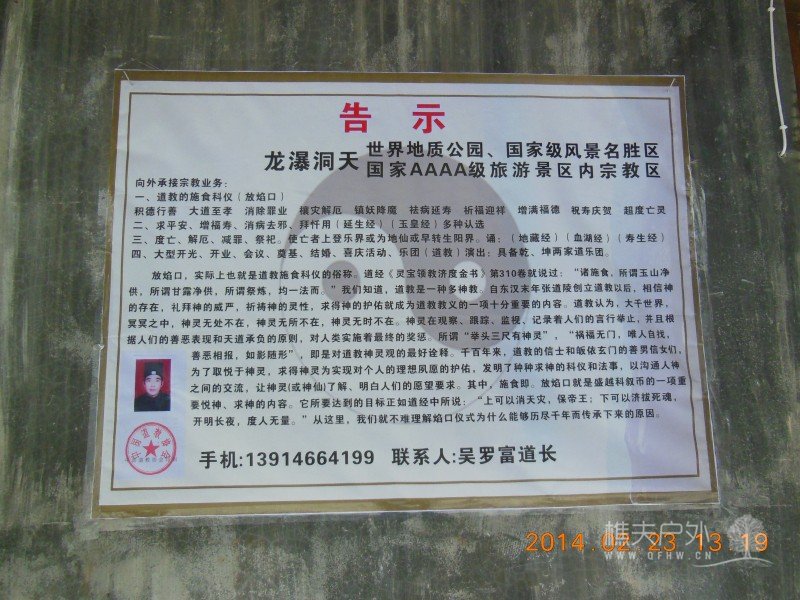 告 示
龙瀑洞天 世界地质公园、国家级风景名胜区
国家AAAA级旅游景区内宗教区
向外承接宗教业务：
一、道教的施食科仪（放焰口）
积德行善 大道至孝 消除罪业 禳灾解厄 镇妖降魔 祛病延寿 祈福迎祥 增满福德 祝寿庆贺 超度亡灵
二、求平安、增福寿、消病去邪、拜忏用（延生经）（玉皇经）多种认选
三、度亡、解厄、减罪、祭祀。使亡者上登乐界或为地仙或早转生阳界。诵：（地藏经）（血湖经）（寿生经）
四、大型开光、开业、会议、奠基、结婚、喜庆活动、乐团（道教）演出：具备乾、坤两家道乐团。
放焰口，实际上也就是道教施食科仪的俗称。道经《灵宝领教济度金书》第310卷就说过：“诸施食，所谓玉山净
供，所谓甘露净供，所谓祭炼，均一法而。”我们知道，道教是一种多神教，自东汉末年张道陵创立道教以后，相信神
的存在，礼拜神的威严，祈祷神的灵性，求得神的护佑就成为道教教义的一项十分重要的内容。道教认为，大千世界，
冥冥之中，神灵无处不在，神灵无所不在，神灵无时不在。神灵在观察、跟踪、监视、记录着人们的言行举止，并且根
据人们的善恶表现和天道承负的原则，对人类实施着最终的奖惩。所谓“举头三尺有神灵”，“祸福无门，唯人自找，
善恶相报，如影随形”，即是对道教神灵观的最好诠释。千百年来，道教的信士和皈依玄门的善男信女们，
为了取悦于神灵，求得神灵为实现对个人的理想夙愿的护佑，发明了种种求神的科仪和法事，以沟通人神
之间的交流，让神灵(或神仙)了解、明白人们的愿望要求。其中，施食即。放焰口就是盛越科叙币的一项重
要悦神、求神的内容。它所要达到的目标正如道经中所说：“上可以消天灾，保帝王；下可以济拔死魂，
开明长夜，度人无量。”从这里，我们就不难理解焰口仪式为什么能够历尽千年而传承下来的原因。
手机:13914664199 联系人:吴罗富道长
2014.02.23 13:19
樵夫户外
WWW.QFHW.CN